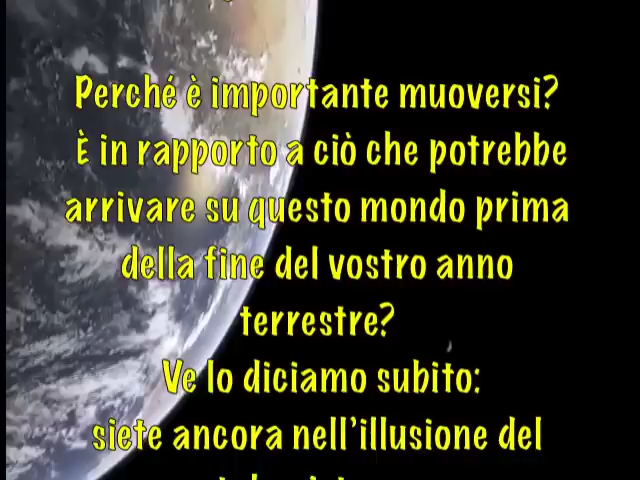 Perché è importante muoversi?
È in rapporto a ciò che potrebbe
arrivare su questo mondo prima
della fine del vostro anno
terrestre?
Ve lo diciamo subito:
siete ancora nell'illusione del